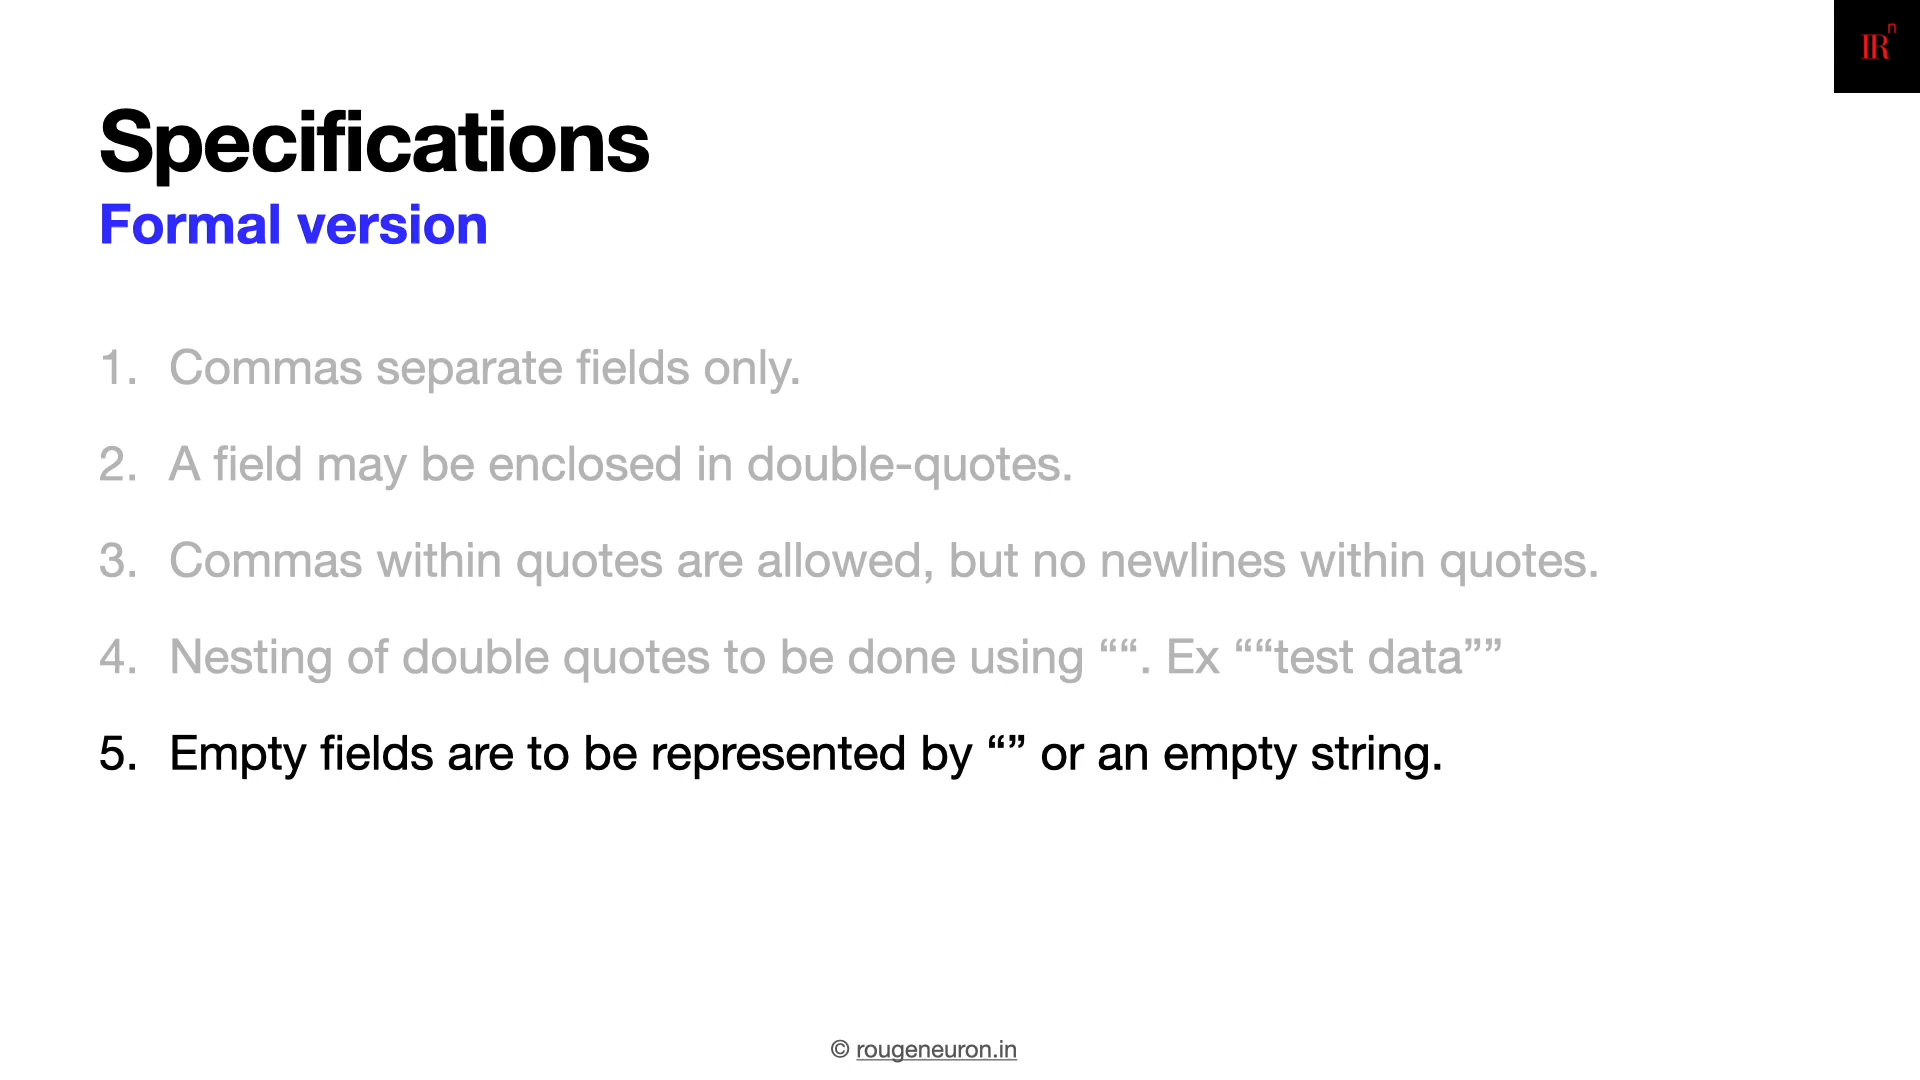 IRⁿ
Specifications
Formal version
1. Commas separate fields only.
2. A field may be enclosed in double-quotes.
3. Commas within quotes are allowed, but no newlines within quotes.
4. Nesting of double quotes to be done using ““. Ex ““test data””
5. Empty fields are to be represented by “” or an empty string.
© rougeneuron.in